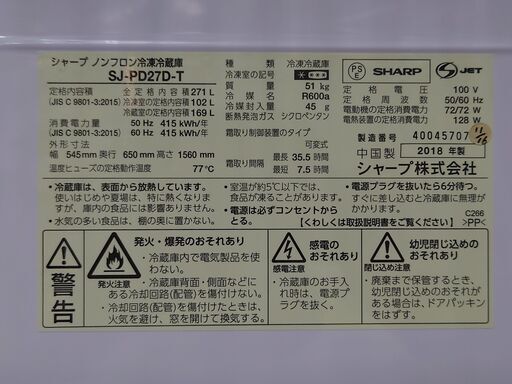 シャープ ノンフロン冷凍冷蔵庫
SJ-PD27D-T
定格内容積 全定格内容積 271 L
(JIS C 9801-3:2015) 冷凍室の定格内容積 102 L
冷蔵室の定格内容積 169 L
消費電力量 50 Hz 415 kWh/年
(JIS C 9801-3:2015) 60 Hz 415 kWh/年
外形寸法
幅 545mm 奥行 650 mm 高さ 1560 mm
温度ヒューズの定格動作温度 77℃
種類 冷凍冷蔵庫
冷凍室の記号
質量 51 kg
冷媒 R600a
冷媒封入量 45 g
断熱発泡ガス シクロペンタン
霜取り制御装置のタイプ
可変式
霜取り間隔 最長 35.5 時間
最短 7.5 時間
PS
E
SHARP
S JET
定格電圧 100 V
定格周波数 50/60 Hz
電動機の定格消費電力 72/72 W
電熱装置の定格消費電力 128 W
製造番号 40045707
11/16
中国製 2018 年製
シャープ株式会社
・冷蔵庫は、表面から放熱しています。
使いはじめや夏場は、特に熱くなることがありますが、庫内の食品には影響ありません。
・水気の多い食品は、棚の奥に置かない。
・室温が約5℃以下では、食品が凍ることがあります。
・電源は必ずコンセントからとる。
・電源プラグを抜いたら6分待つ。
すぐに差し込むと冷蔵庫に無理がかかります。
【くわしくは取扱説明書をご覧ください】
C266
>PP<
警告
発火・爆発のおそれあり
発火注意
・冷蔵庫内で電気製品を使わない。
・冷蔵庫背面・側面などにある冷却回路(配管)を傷付けない。
・冷却回路(配管)を傷付けたときは、火気を避け、窓を開けて換気する。
感電のおそれあり
感電注意
・冷蔵庫のお手入れ時は、電源プラグを抜く。
幼児閉じ込めのおそれあり
閉じ込め注意
・廃棄まで保管する時に、幼児閉じ込めのおそれがある場合は、ドアパッキンをはずす。